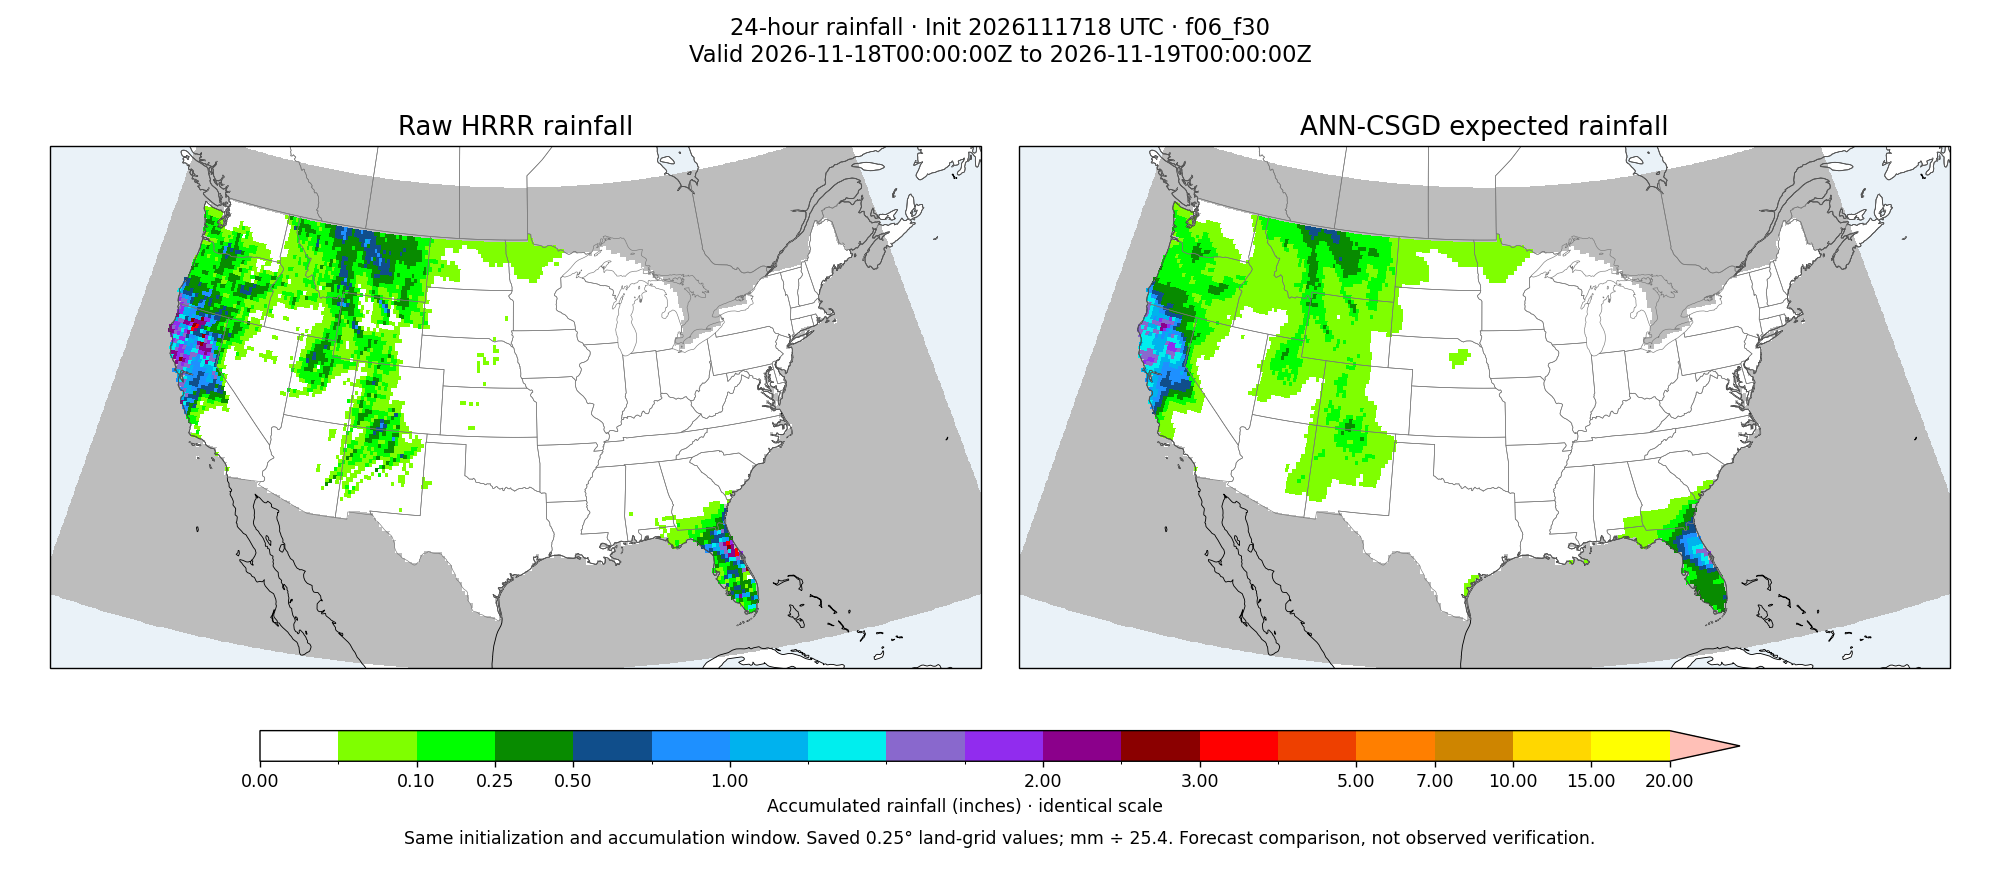 24-hour rainfall · Init 2026111718 UTC · f06_f30
Valid 2026-11-18T00:00:00Z to 2026-11-19T00:00:00Z
Raw HRRR rainfall
ANN-CSGD expected rainfall
0.00 0.10 0.25 0.50 1.00 2.00 3.00 5.00 7.00 10.00 15.00 20.00
Accumulated rainfall (inches) · identical scale
Same initialization and accumulation window. Saved 0.25° land-grid values; mm ÷ 25.4. Forecast comparison, not observed verification.